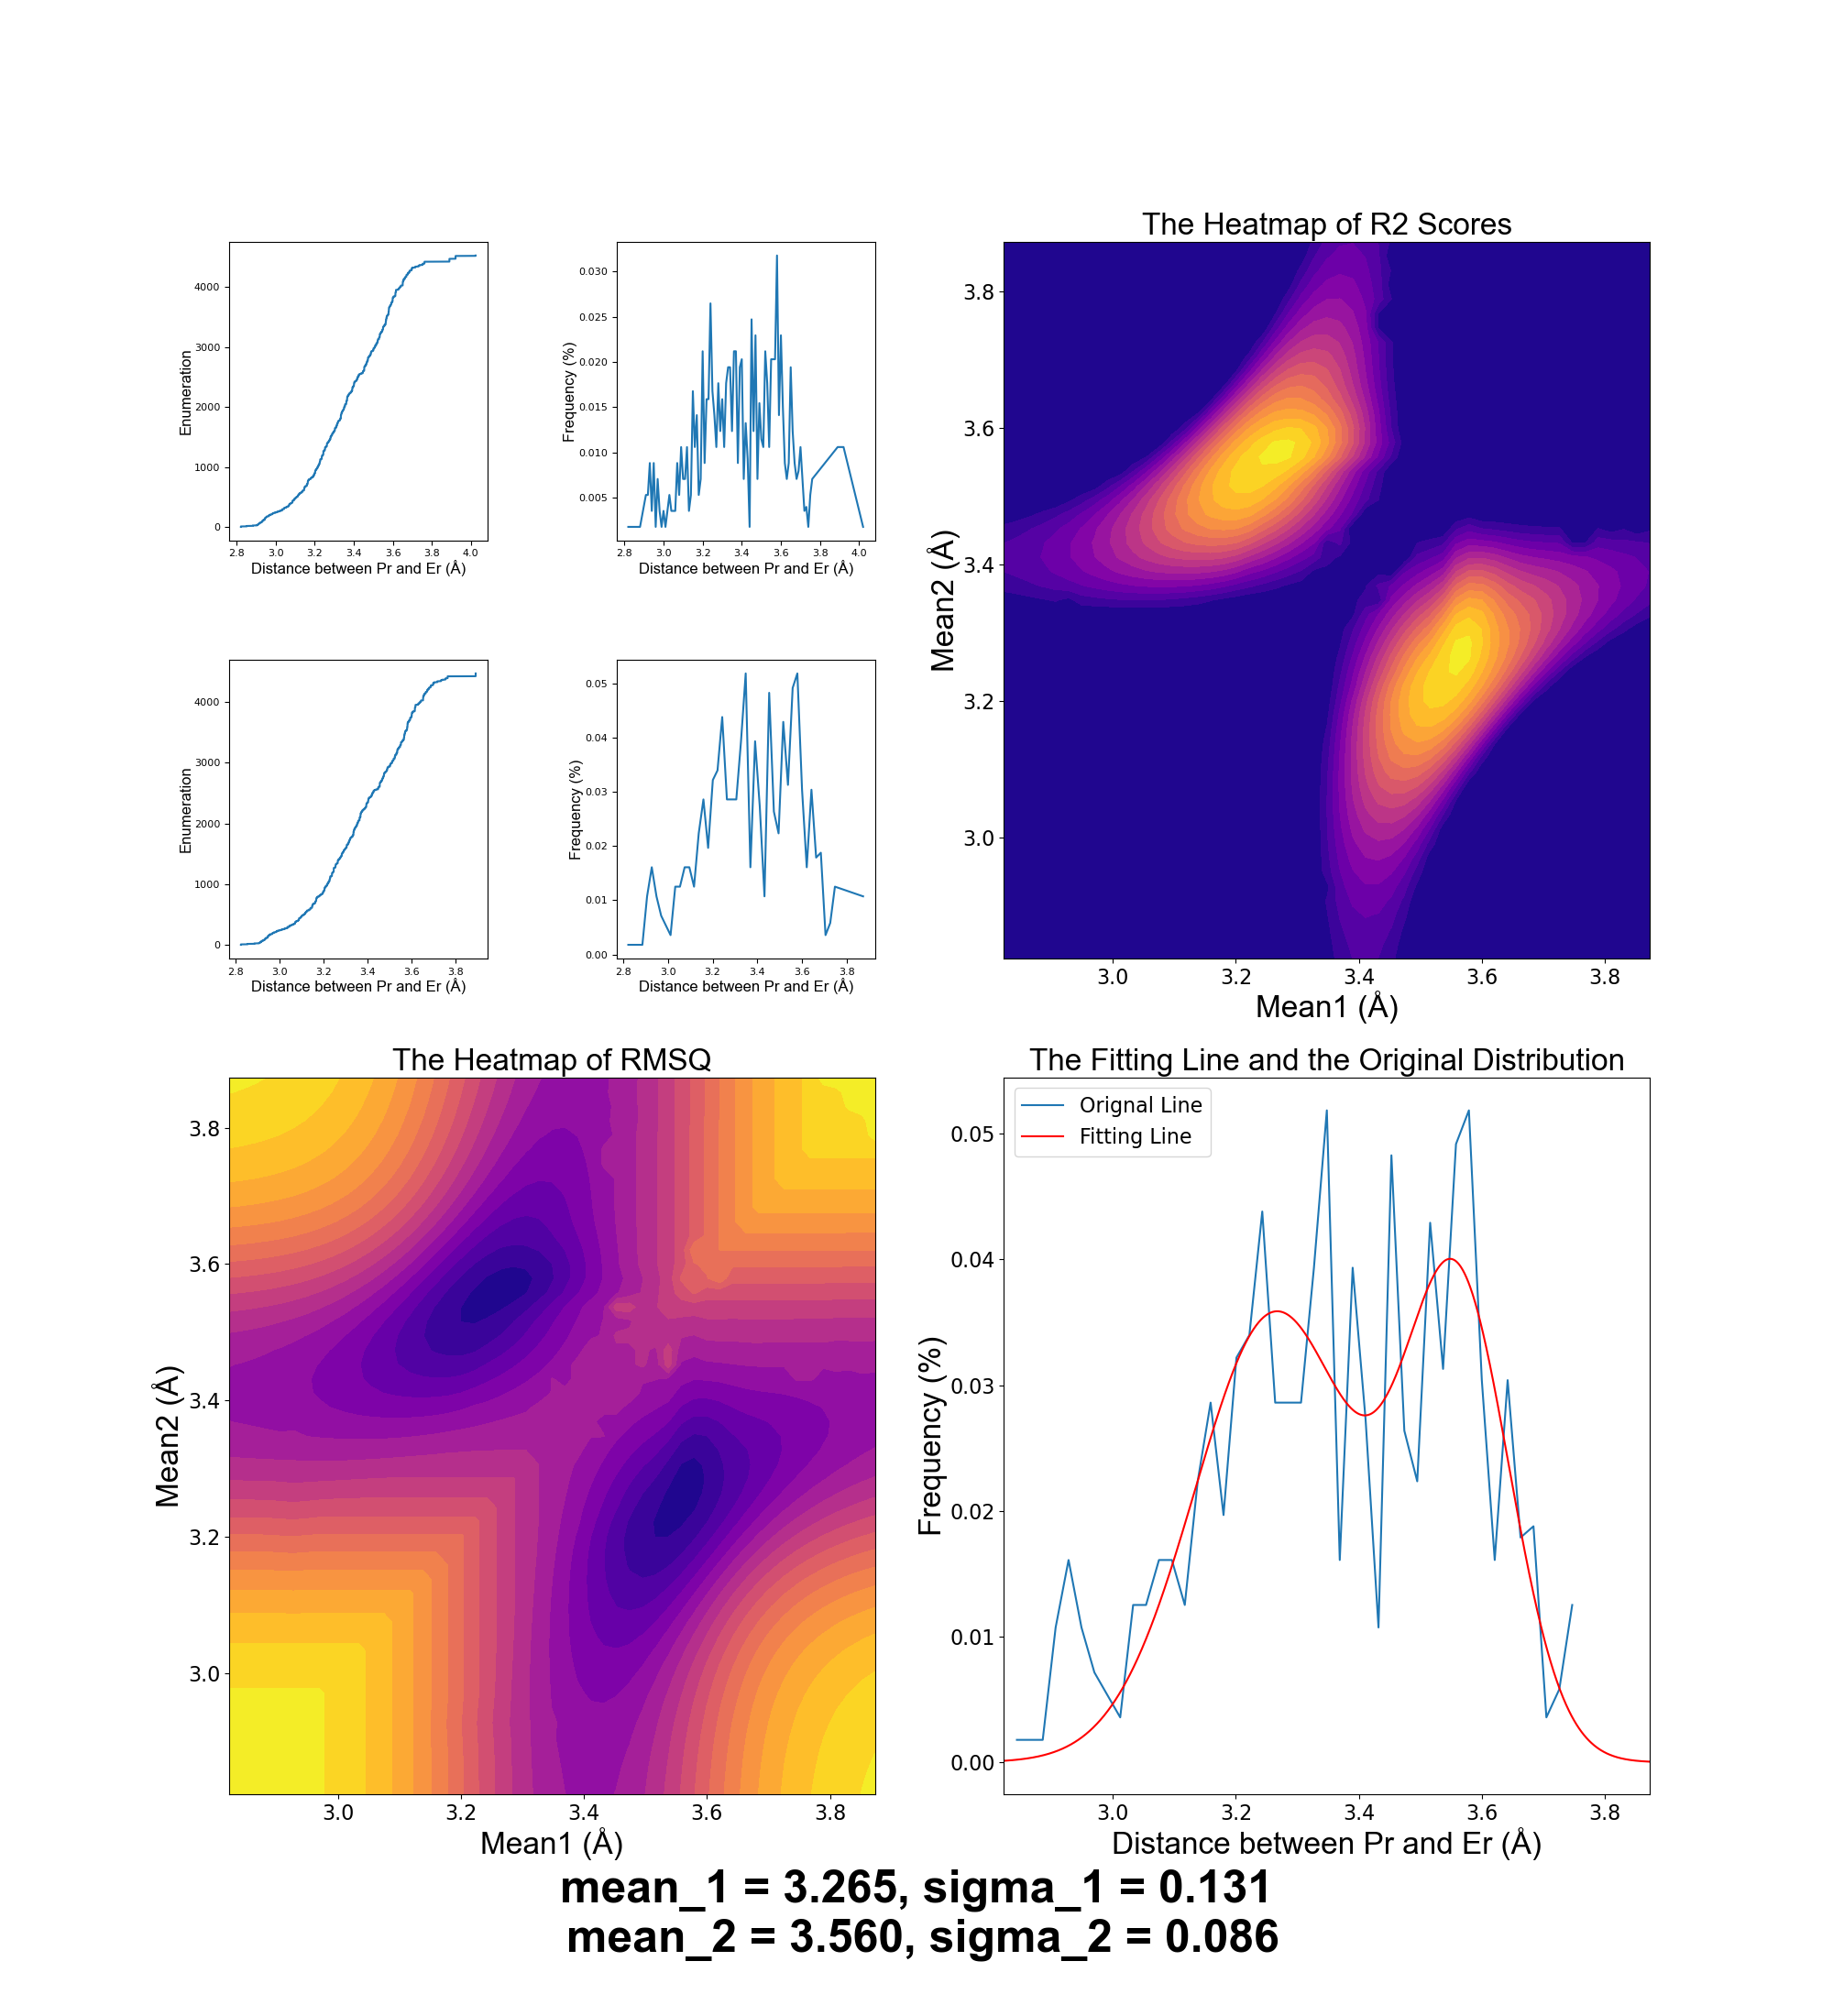 The Heatmap of R2 Scores
4000
3000
2000
1000
0
Enumeration
2.8 3.0 3.2 3.4 3.6 3.8 4.0
Distance between Pr and Er (Å)
0.030
0.025
0.020
0.015
0.010
0.005
Frequency (%)
2.8 3.0 3.2 3.4 3.6 3.8 4.0
Distance between Pr and Er (Å)
3.8
3.6
3.4
3.2
3.0
Mean2 (Å)
3.0 3.2 3.4 3.6 3.8
Mean1 (Å)
4000
3000
2000
1000
0
Enumeration
2.8 3.0 3.2 3.4 3.6 3.8
Distance between Pr and Er (Å)
0.05
0.04
0.03
0.02
0.01
0.00
Frequency (%)
2.8 3.0 3.2 3.4 3.6 3.8
Distance between Pr and Er (Å)
The Heatmap of RMSQ
3.8
3.6
3.4
3.2
3.0
Mean2 (Å)
3.0 3.2 3.4 3.6 3.8
Mean1 (Å)
The Fitting Line and the Original Distribution
Orignal Line
Fitting Line
0.05
0.04
0.03
0.02
0.01
0.00
Frequency (%)
3.0 3.2 3.4 3.6 3.8
Distance between Pr and Er (Å)
mean_1 = 3.265, sigma_1 = 0.131
mean_2 = 3.560, sigma_2 = 0.086